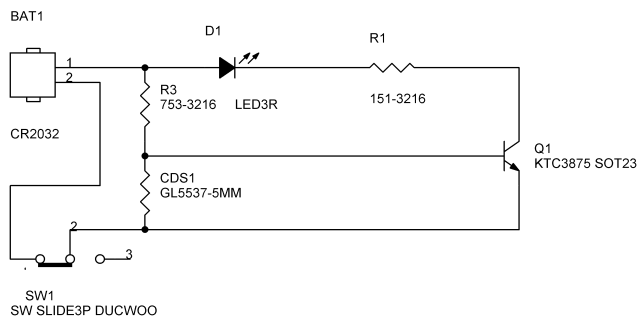 BAT1
D1
R1
1
2
R3
753-3216
LED3R
151-3216
CR2032
Q1
KTC3875 SOT23
CDS1
GL5537-5MM
2
3
SW1
SW SLIDE3P DUCWOO